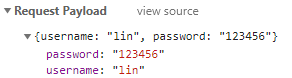 ▼ Request Payload view source
▼ {username: "lin", password: "123456"}
password: "123456"
username: "lin"